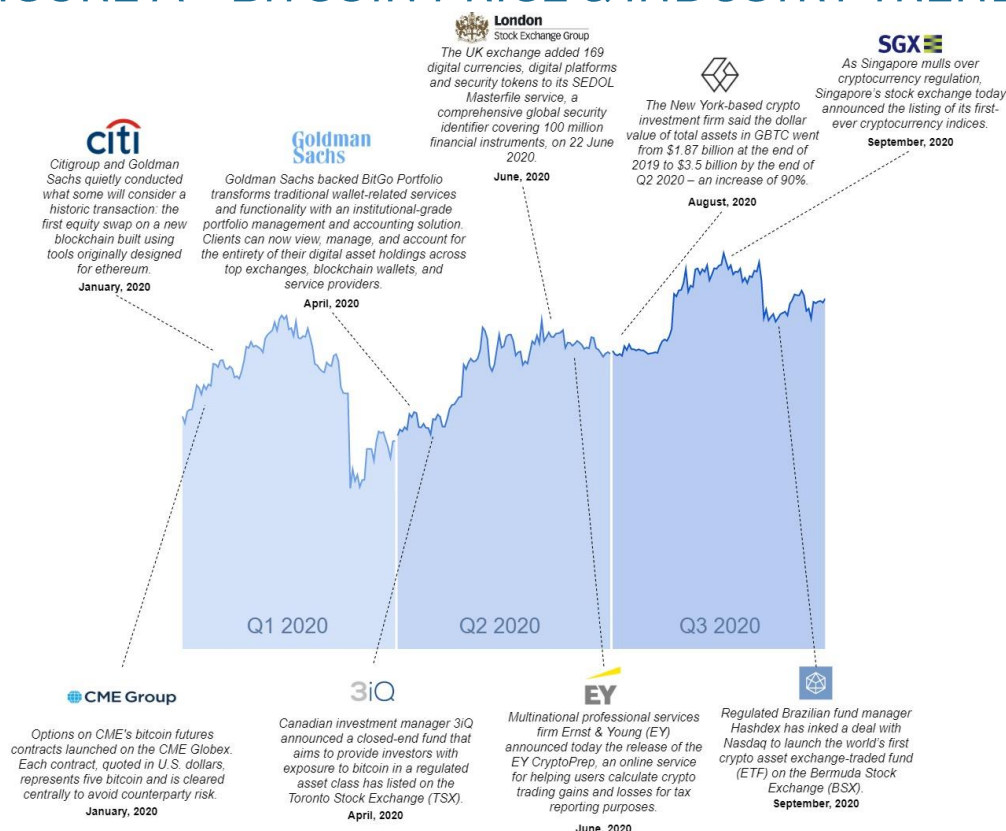 BITCOIN PRICE & INDUSTRY
London
Stock Exchange Group
The UK exchange added 169
digital currencies, digital platforms
and security tokens to its SEDOL
Masterfile service, a
comprehensive global security
identifier covering 100 million
financial instruments, on 22 June
2020.
June, 2020
SGX
As Singapore mulls over
cryptocurrency regulation,
Singapore's stock exchange today
announced the listing of its first-
ever cryptocurrency indices.
September, 2020
The New York-based crypto
investment firm said the dollar
value of total assets in GBTC went
from $1.87 billion at the end of
2019 to $3.5 billion by the end of
Q2 2020 – an increase of 90%.
August, 2020
citi
Citigroup and Goldman
Sachs quietly conducted
what some will consider a
historic transaction: the
first equity swap on a new
blockchain built using
tools originally designed
for ethereum.
January, 2020
Goldman
Sachs
Goldman Sachs backed BitGo Portfolio
transforms traditional wallet-related services
and functionality with an institutional-grade
portfolio management and accounting solution.
Clients can now view, manage, and account for
the entirety of their digital asset holdings across
top exchanges, blockchain wallets, and
service providers.
April, 2020
Q1 2020
Q2 2020
Q3 2020
CME Group
Options on CME's bitcoin futures
contracts launched on the CME Globex.
Each contract, quoted in U.S. dollars,
represents five bitcoin and is cleared
centrally to avoid counterparty risk.
January, 2020
3iQ
Canadian investment manager 3iQ
announced a closed-end fund that
aims to provide investors with
exposure to bitcoin in a regulated
asset class has listed on the
Toronto Stock Exchange (TSX).
April, 2020
EY
Multinational professional services
firm Ernst & Young (EY)
announced today the release of the
EY CryptoPrep, an online service
for helping users calculate crypto
trading gains and losses for tax
reporting purposes.
June, 2020
Regulated Brazilian fund manager
Hashdex has inked a deal with
Nasdaq to launch the world's first
crypto asset exchange-traded fund
(ETF) on the Bermuda Stock
Exchange (BSX).
September, 2020